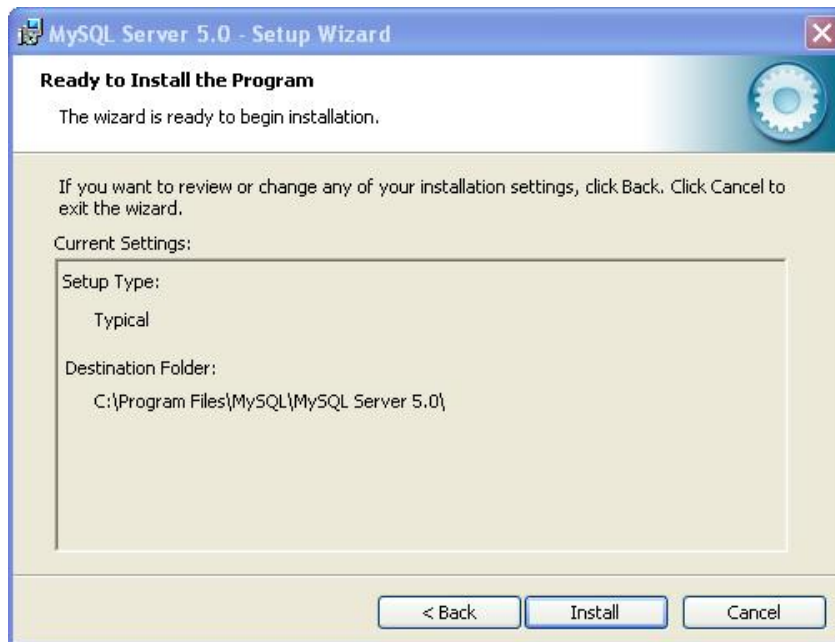 MySQL Server 5.0 - Setup Wizard
Ready to Install the Program
The wizard is ready to begin installation.
If you want to review or change any of your installation settings, click Back. Click Cancel to
exit the wizard.
Current Settings:
Setup Type:
Typical
Destination Folder:
C:\Program Files\MySQL\MySQL Server 5.0\
< Back
Install
Cancel